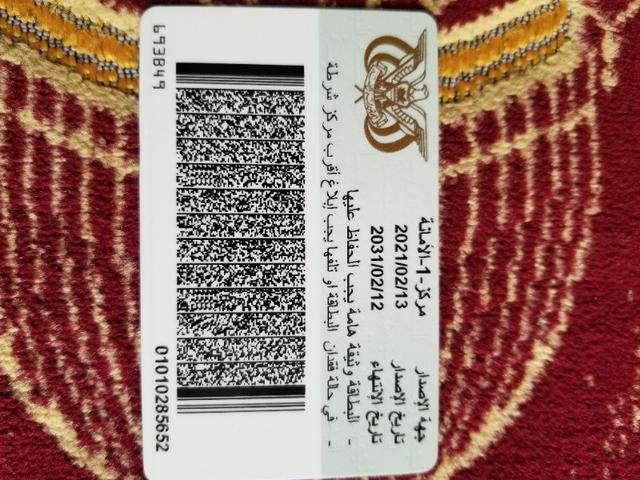 جهة الإصدار مركز-1-الأمانة
تاريخ الإصدار 2021/02/13
تاريخ الإنتهاء 2031/02/12
- البطاقة وثيقة هامة يجب الحفاظ عليها
- في حالة فقدان البطاقة او تلفها يجب إبلاغ أقرب مركز شرطة
01010285652
693849